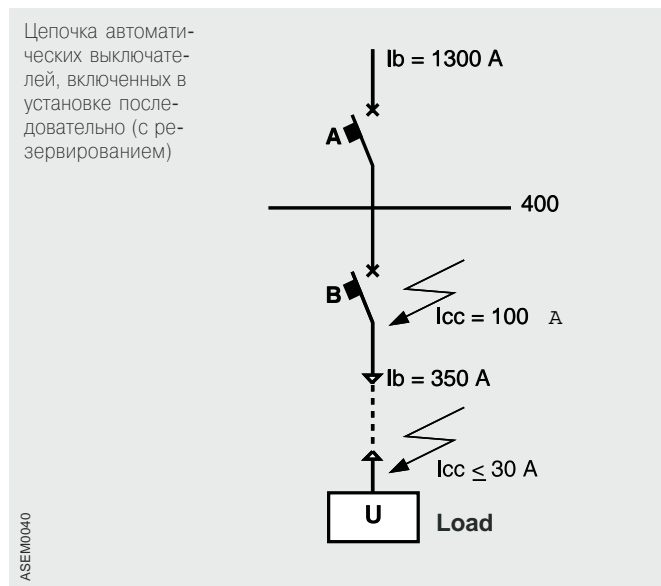 Цепочка автомати-
ческих выключате-
лей, включенных в
установке после-
довательно (с ре-
зервированием)
Ib = 1300 A
A
400
B
Icc = 100 A
Ib = 350 A
Icc ≤ 30 A
U
Load
ASEM0040